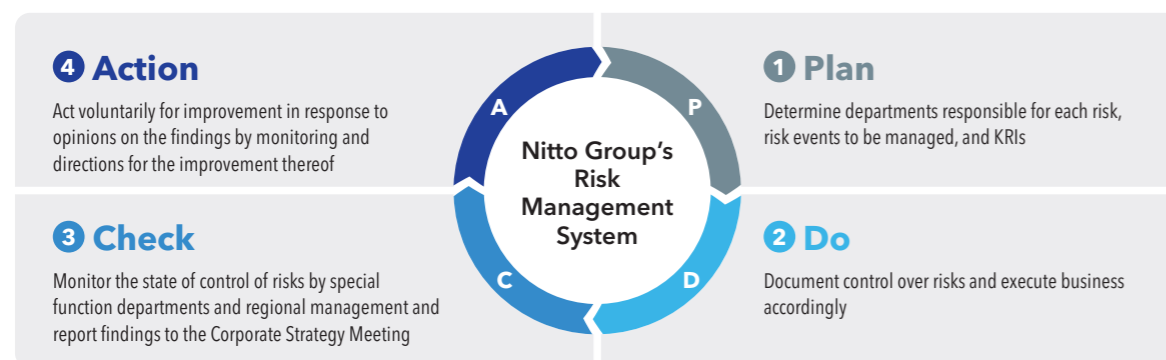 4 Action
Act voluntarily for improvement in response to
opinions on the findings by monitoring and
directions for the improvement thereof
1 Plan
Determine departments responsible for each risk,
risk events to be managed, and KRIs
A
P
Nitto Group’s
Risk
Management
System
C
D
3 Check
Monitor the state of control of risks by special
function departments and regional management and
report findings to the Corporate Strategy Meeting
2 Do
Document control over risks and execute business
accordingly